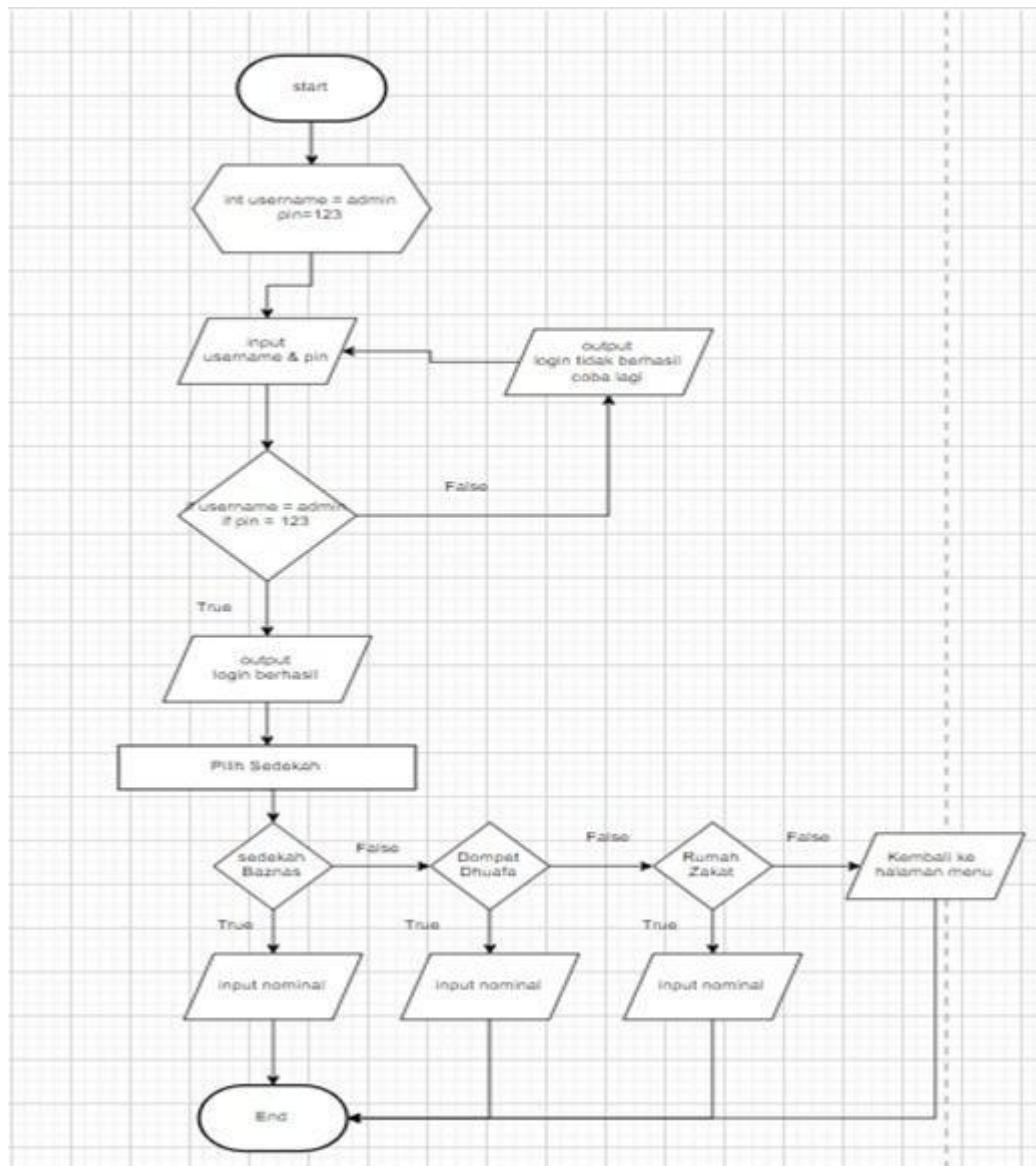 start
int username = admin
pin=123
input
username & pin
output
login tidak berhasil
coba lagi
False
if username = admin
if pin = 123
True
output
login berhasil
Pilih Sedekah
sedekah
Baznas
False
Dompet
Dhuafa
False
Rumah
Zakat
False
Kembali ke
halaman menu
True
True
True
input nominal
input nominal
input nominal
End